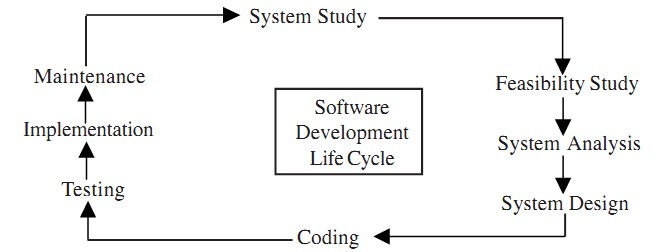 System Study
Maintenance
Feasibility Study
Software
Development
Life Cycle
Implementation
System Analysis
Testing
System Design
Coding